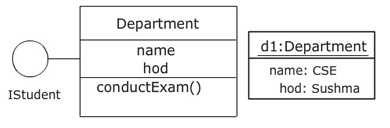 Department
name
hod
conductExam()
IStudent
d1:Department
name: CSE
hod: Sushma